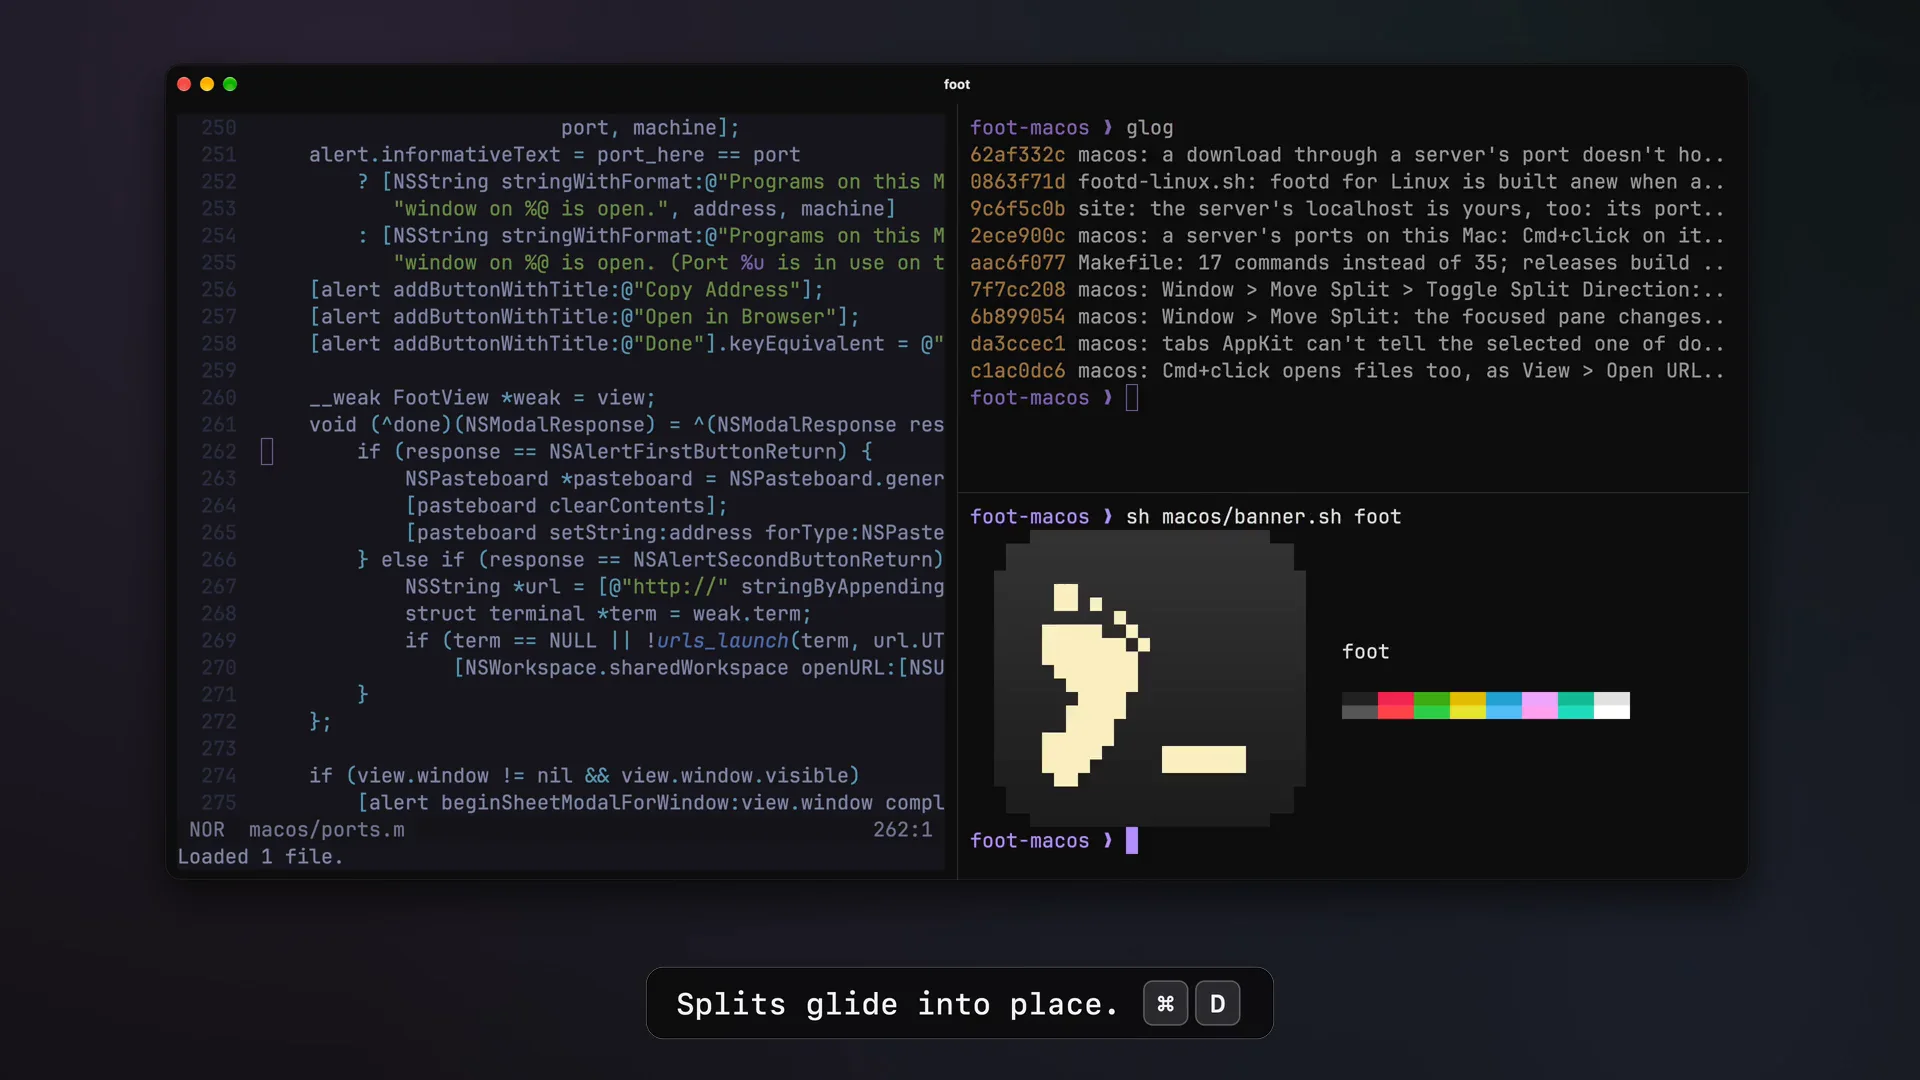 foot
250 port, machine];
251 alert.informativeText = port_here == port
252 ? [NSString stringWithFormat:@"Programs on this M
253 "window on %@ is open.", address, machine]
254 : [NSString stringWithFormat:@"Programs on this M
255 "window on %@ is open. (Port %u is in use on t
256 [alert addButtonWithTitle:@"Copy Address"];
257 [alert addButtonWithTitle:@"Open in Browser"];
258 [alert addButtonWithTitle:@"Done"].keyEquivalent = @"
259
260 __weak FootView *weak = view;
261 void (^done)(NSModalResponse) = ^(NSModalResponse res
262 if (response == NSAlertFirstButtonReturn) {
263 NSPasteboard *pasteboard = NSPasteboard.gener
264 [pasteboard clearContents];
265 [pasteboard setString:address forType:NSPaste
266 } else if (response == NSAlertSecondButtonReturn)
267 NSString *url = [@"http://" stringByAppending
268 struct terminal *term = weak.term;
269 if (term == NULL || !urls_launch(term, url.UT
270 [NSWorkspace.sharedWorkspace openURL:[NSU
271 }
272 };
273
274 if (view.window != nil && view.window.visible)
275 [alert beginSheetModalForWindow:view.window compl
NOR macos/ports.m 262:1
Loaded 1 file.
foot-macos ❯ glog
62af332c macos: a download through a server's port doesn't ho..
0863f71d footd-linux.sh: footd for Linux is built anew when a..
9c6f5c0b site: the server's localhost is yours, too: its port..
2ece900c macos: a server's ports on this Mac: Cmd+click on it..
aac6f077 Makefile: 17 commands instead of 35; releases build ..
7f7cc208 macos: Window > Move Split > Toggle Split Direction:..
6b899054 macos: Window > Move Split: the focused pane changes..
da3ccec1 macos: tabs AppKit can't tell the selected one of do..
c1ac0dc6 macos: Cmd+click opens files too, as View > Open URL..
foot-macos ❯
foot-macos ❯ sh macos/banner.sh foot
foot
foot-macos ❯
Splits glide into place. ⌘ D